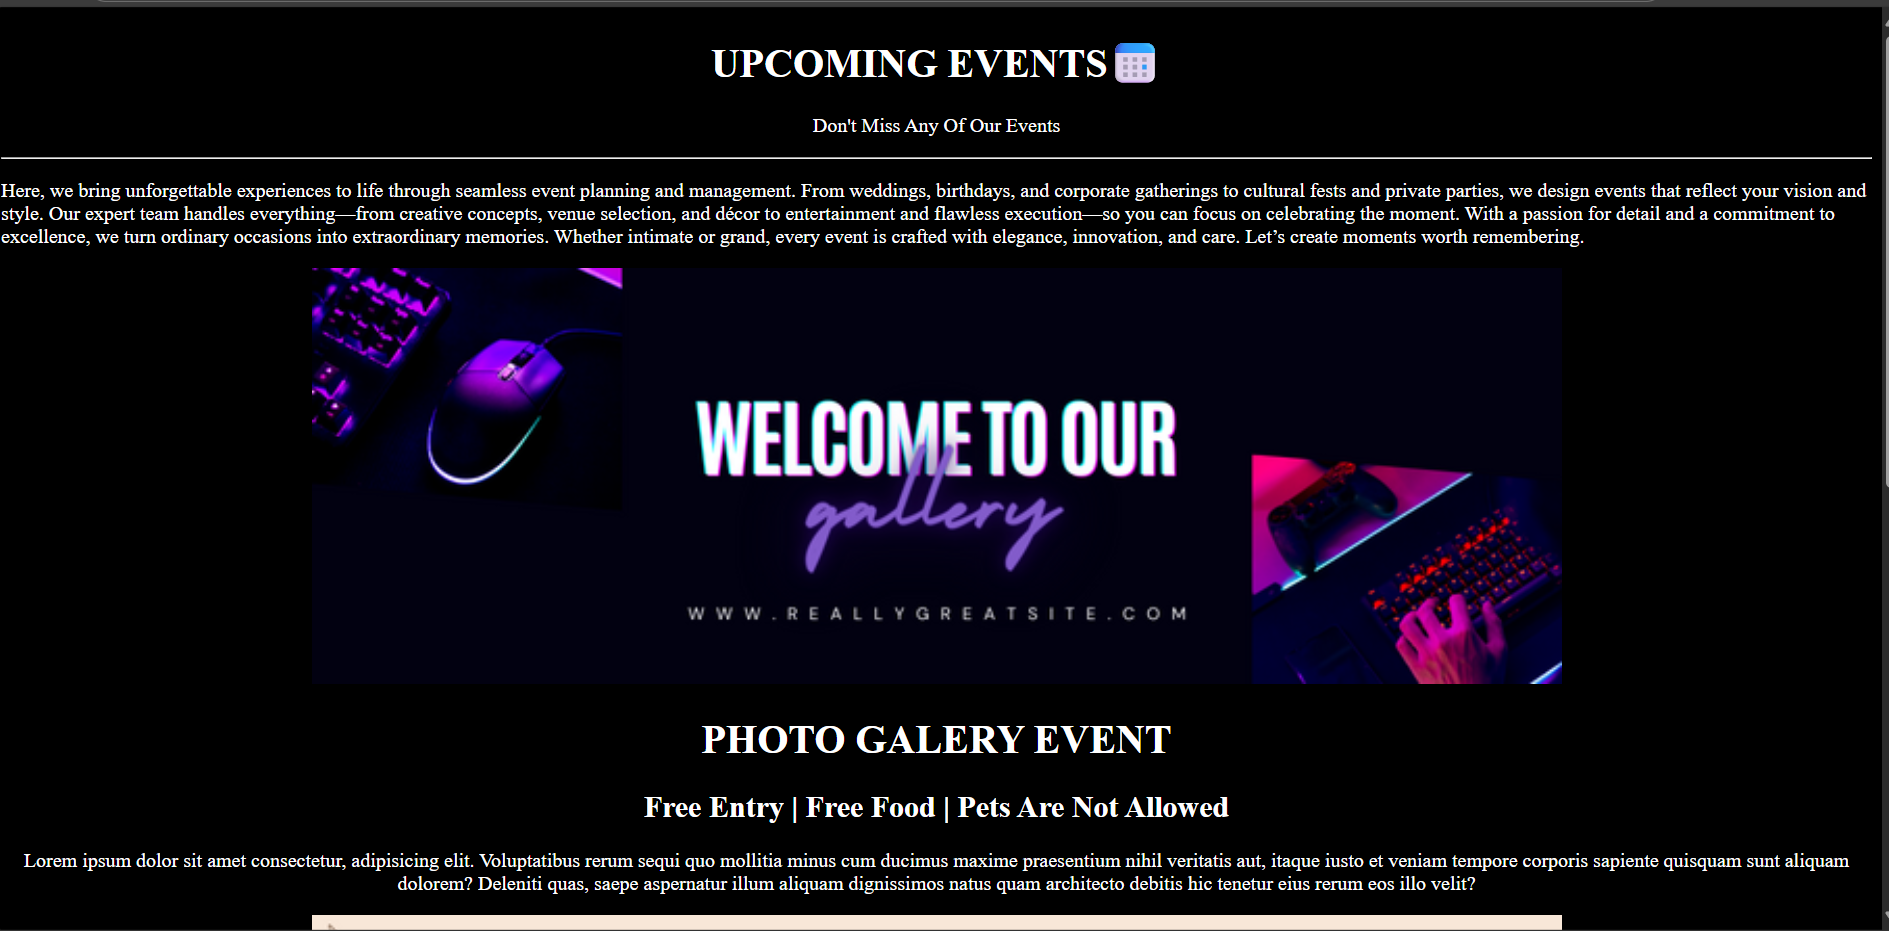 UPCOMING EVENTS
Don't Miss Any Of Our Events
Here, we bring unforgettable experiences to life through seamless event planning and management. From weddings, birthdays, and corporate gatherings to cultural fests and private parties, we design events that reflect your vision and
style. Our expert team handles everything—from creative concepts, venue selection, and décor to entertainment and flawless execution—so you can focus on celebrating the moment. With a passion for detail and a commitment to
excellence, we turn ordinary occasions into extraordinary memories. Whether intimate or grand, every event is crafted with elegance, innovation, and care. Let’s create moments worth remembering.
WELCOME TO OUR
gallery
WWW.REALLYGREATSITE.COM
PHOTO GALERY EVENT
Free Entry | Free Food | Pets Are Not Allowed
Lorem ipsum dolor sit amet consectetur, adipisicing elit. Voluptatibus rerum sequi quo mollitia minus cum ducimus maxime praesentium nihil veritatis aut, itaque iusto et veniam tempore corporis sapiente quisquam sunt aliquam
dolorem? Deleniti quas, saepe aspernatur illum aliquam dignissimos natus quam architecto debitis hic tenetur eius rerum eos illo velit?